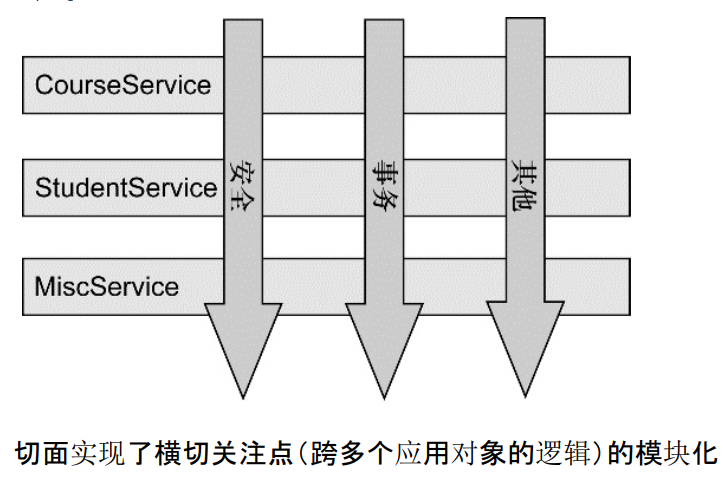 CourseService
StudentService
MiscService
安全
事务
其他
切面实现了横切关注点(跨多个应用对象的逻辑)的模块化